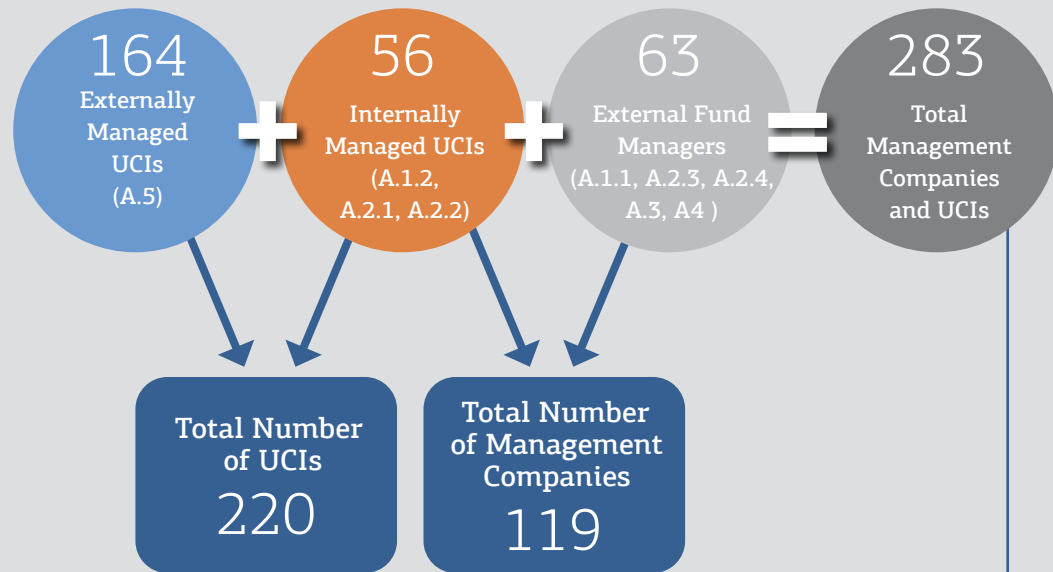 164
Externally
Managed
UCIs
(A.5)
+
56
Internally
Managed UCIs
(A.1.2,
A.2.1, A.2.2)
+
63
External Fund
Managers
(A.1.1, A.2.3, A.2.4,
A.3, A4 )
=
283
Total
Management
Companies
and UCIs
Total Number
of UCIs
220
Total Number
of Management
Companies
119